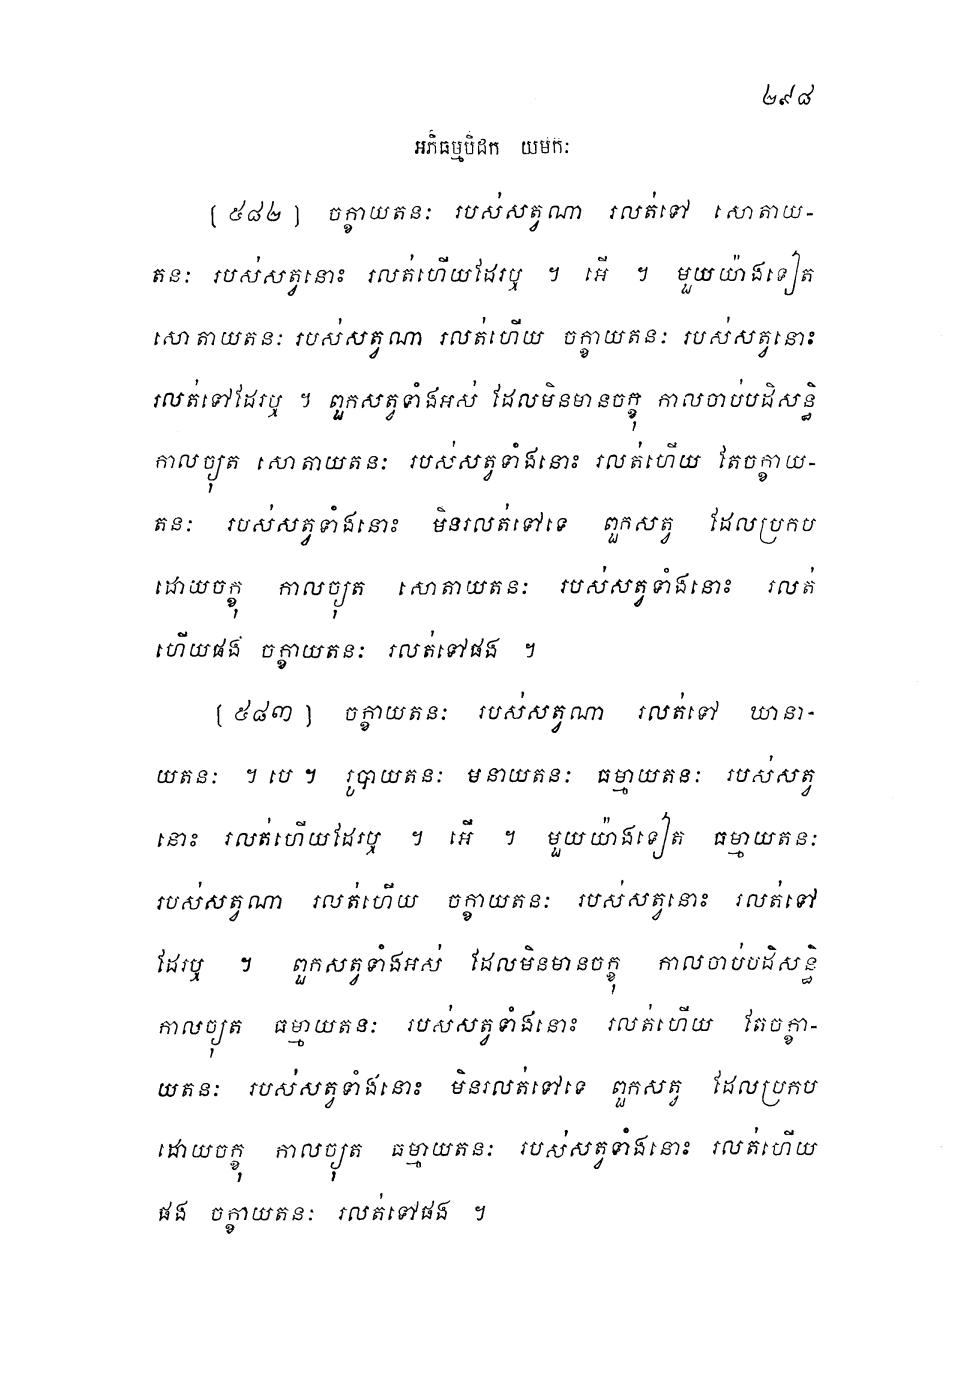 ២៩៨
អភិធម្មបិដក យមកៈ
(៥៨២) ចក្ខាយតនៈ របស់សត្វណា រលត់ទៅ សោតាយ-
តនៈ របស់សត្វនោះ រលត់ហើយដែរឬ ។ អើ ។ មួយយ៉ាងទៀត
សោតាយតនៈ របស់សត្វណា រលត់ហើយ ចក្ខាយតនៈ របស់សត្វនោះ
រលត់ទៅដែរឬ ។ ពួកសត្វទាំងអស់ ដែលមិនមានចក្ខុ កាលចាប់បដិសន្ធិ
កាលច្យុត សោតាយតនៈ របស់សត្វទាំងនោះ រលត់ហើយ តែចក្ខាយ-
តនៈ របស់សត្វទាំងនោះ មិនរលត់ទៅទេ ពួកសត្វ ដែលប្រកប
ដោយចក្ខុ កាលច្យុត សោតាយតនៈ របស់សត្វទាំងនោះ រលត់
ហើយផង ចក្ខាយតនៈ រលត់ទៅផង ។
(៥៨៣) ចក្ខាយតនៈ របស់សត្វណា រលត់ទៅ ឃានា-
យតនៈ ។ បេ ។ រូបាយតនៈ មនាយតនៈ ធម្មាយតនៈ របស់សត្វ
នោះ រលត់ហើយដែរឬ ។ អើ ។ មួយយ៉ាងទៀត ធម្មាយតនៈ
របស់សត្វណា រលត់ហើយ ចក្ខាយតនៈ របស់សត្វនោះ រលត់ទៅ
ដែរឬ ។ ពួកសត្វទាំងអស់ ដែលមិនមានចក្ខុ កាលចាប់បដិសន្ធិ
កាលច្យុត ធម្មាយតនៈ របស់សត្វទាំងនោះ រលត់ហើយ តែចក្ខា-
យតនៈ របស់សត្វទាំងនោះ មិនរលត់ទៅទេ ពួកសត្វ ដែលប្រកប
ដោយចក្ខុ កាលច្យុត ធម្មាយតនៈ របស់សត្វទាំងនោះ រលត់ហើយ
ផង ចក្ខាយតនៈ រលត់ទៅផង ។